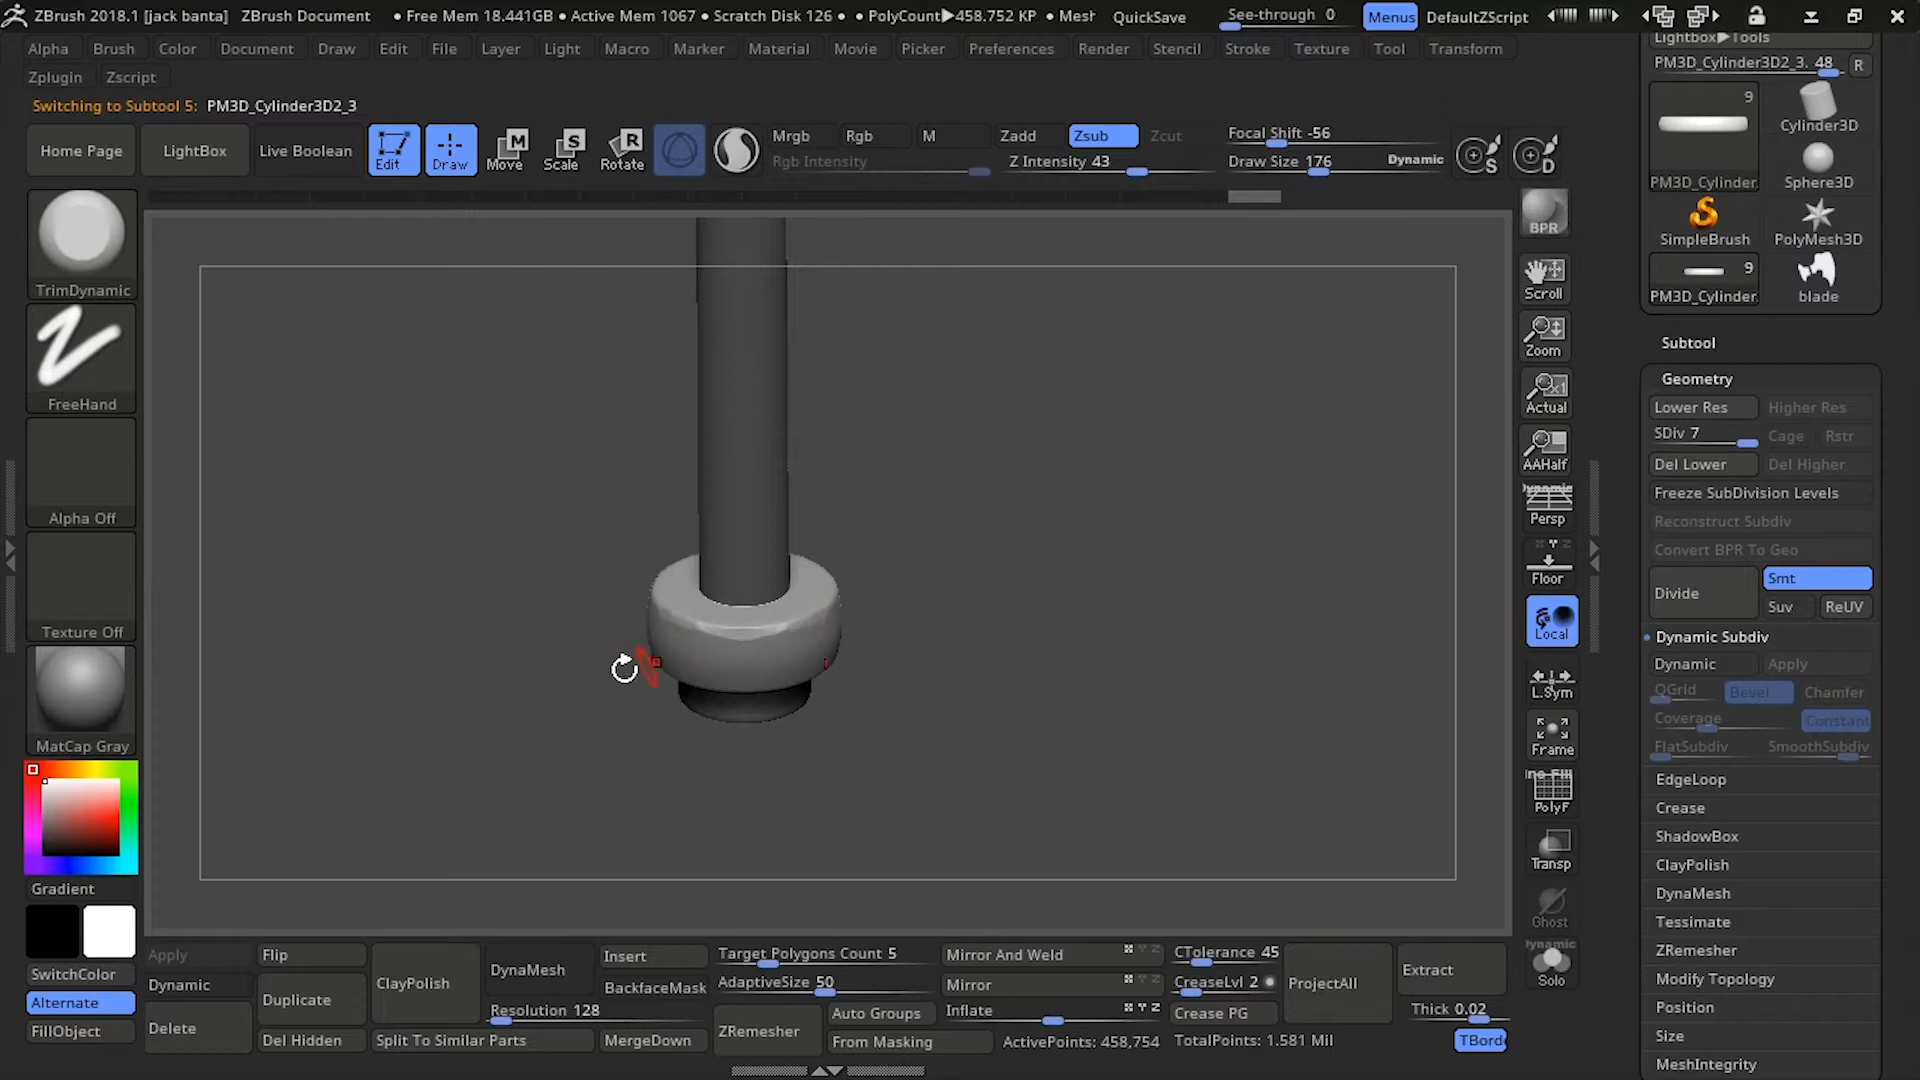 ZBrush 2018.1 [jack banta] ZBrush Document • Free Mem 18.441GB • Active Mem 1067 • Scratch Disk 126 • • PolyCount▶458.752 KP • Mesh QuickSave See-through 0 Menus DefaultZScript
Alpha Brush Color Document Draw Edit File Layer Light Macro Marker Material Movie Picker Preferences Render Stencil Stroke Texture Tool Transform
Zplugin Zscript
Switching to Subtool 5: PM3D_Cylinder3D2_3
Home Page LightBox Live Boolean Edit Draw Move Scale Rotate
Mrgb Rgb M Zadd Zsub Zcut Focal Shift -56
Rgb Intensity Z Intensity 43 Draw Size 176 Dynamic S D
TrimDynamic
FreeHand
Alpha Off
Texture Off
MatCap Gray
Gradient
SwitchColor
Alternate
FillObject
BPR
Scroll
Zoom
Actual
AAHalf
Dynamic
Persp
Floor
Local
L.Sym
Frame
PolyF
Transp
Ghost
Dynamic
Solo
Lightbox▶Tools
PM3D_Cylinder3D2_3. 48 R
9
Cylinder3D
PM3D_Cylinder Sphere3D
SimpleBrush PolyMesh3D
9
PM3D_Cylinder blade
Subtool
Geometry
Lower Res Higher Res
SDiv 7 Cage Rstr
Del Lower Del Higher
Freeze SubDivision Levels
Reconstruct Subdiv
Convert BPR To Geo
Divide Smt
Suv ReUV
Dynamic Subdiv
Dynamic Apply
QGrid Bevel Chamfer
Coverage Constant
FlatSubdiv SmoothSubdiv
EdgeLoop
Crease
ShadowBox
ClayPolish
DynaMesh
Tessimate
ZRemesher
Modify Topology
Position
Size
MeshIntegrity
Apply Flip ClayPolish DynaMesh Insert Target Polygons Count 5 Mirror And Weld X Y Z CTolerance 45 ProjectAll Extract
Dynamic Duplicate Resolution 128 BackfaceMask AdaptiveSize 50 Mirror X Y Z CreaseLvl 2 Thick 0.02
Delete Del Hidden Split To Similar Parts MergeDown ZRemesher Auto Groups Inflate X Y Z Crease PG
From Masking ActivePoints: 458,754 TotalPoints: 1.581 Mil TBord